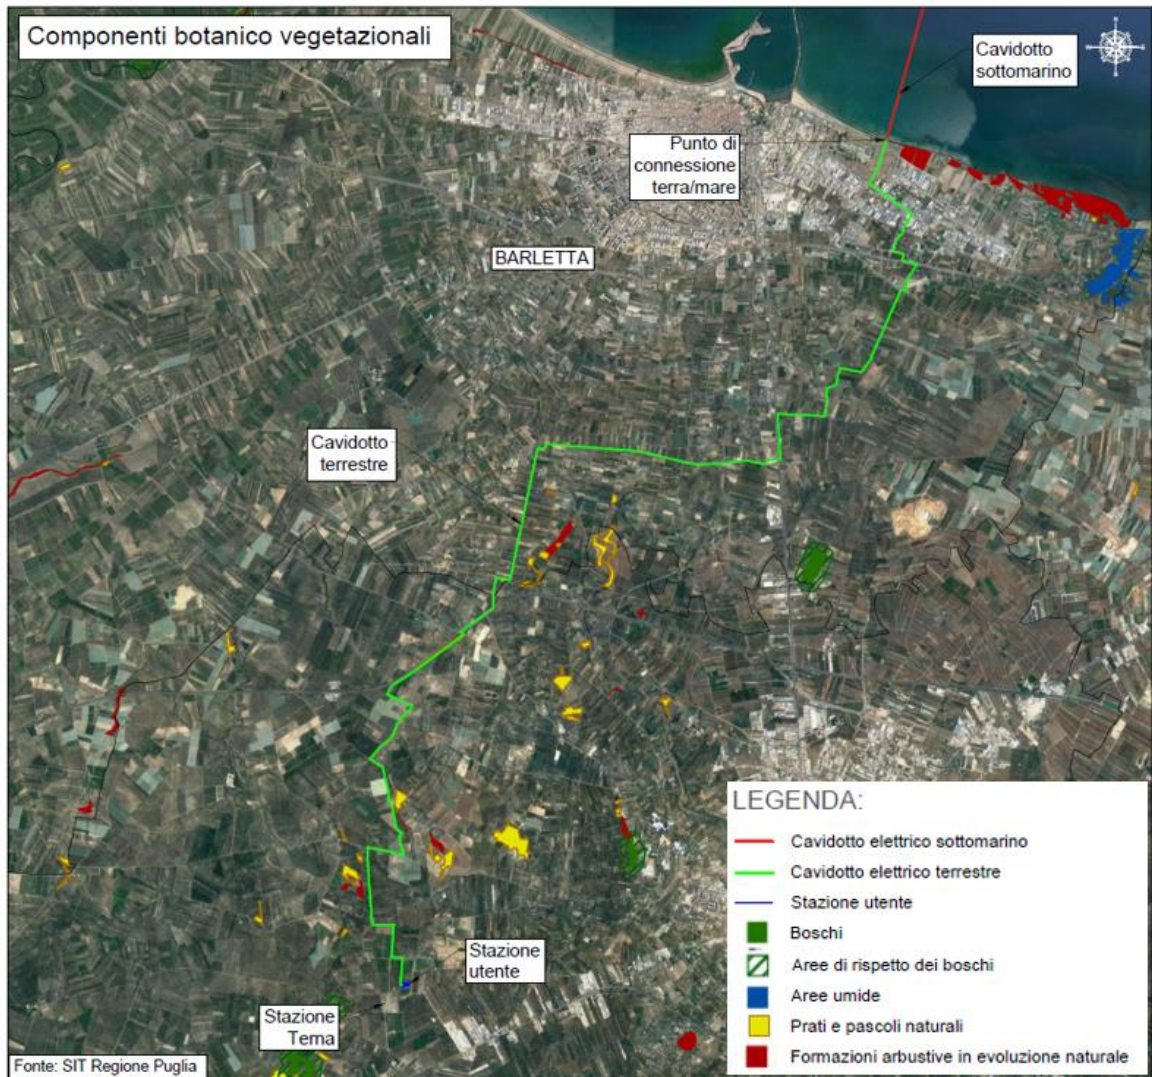 Componenti botanico vegetazionali
Cavidotto
sottomarino
Punto di
connessione
terra/mare
BARLETTA
Cavidotto
terrestre
Stazione
utente
Stazione
Terna
LEGENDA:
Cavidotto elettrico sottomarino
Cavidotto elettrico terrestre
Stazione utente
Boschi
Aree di rispetto dei boschi
Aree umide
Prati e pascoli naturali
Formazioni arbustive in evoluzione naturale
Fonte: SIT Regione Puglia